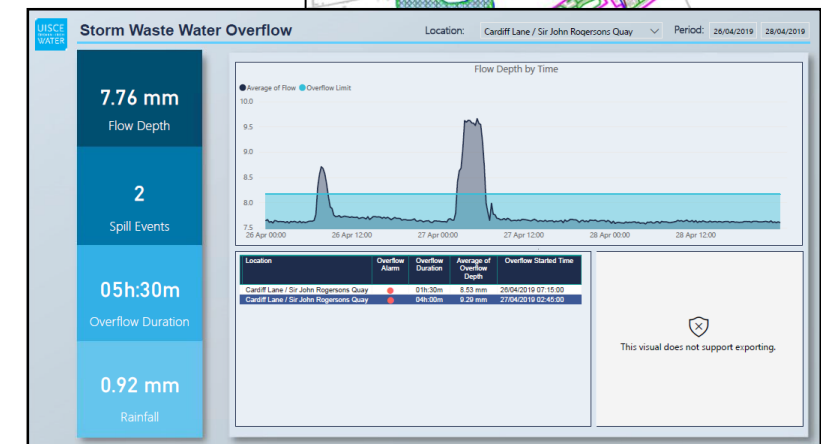 UISCE
WATER
Storm Waste Water Overflow
Location: Cardiff Lane / Sir John Rogersons Quay
Period: 26/04/2019 28/04/2019
7.76 mm
Flow Depth
2
Spill Events
05h:30m
Overflow Duration
0.92 mm
Rainfall
Flow Depth by Time
Average of Flow Overflow Limit
10.0
9.5
9.0
8.5
8.0
7.5
26 Apr 00:00 26 Apr 12:00 27 Apr 00:00 27 Apr 12:00 28 Apr 00:00 28 Apr 12:00
Location Overflow Alarm Overflow Duration Average of Overflow Depth Overflow Started Time
Cardiff Lane / Sir John Rogersons Quay 01h:30m 8.53 mm 26/04/2019 07:15:00
Cardiff Lane / Sir John Rogersons Quay 04h:00m 9.29 mm 27/04/2019 02:45:00
This visual does not support exporting.